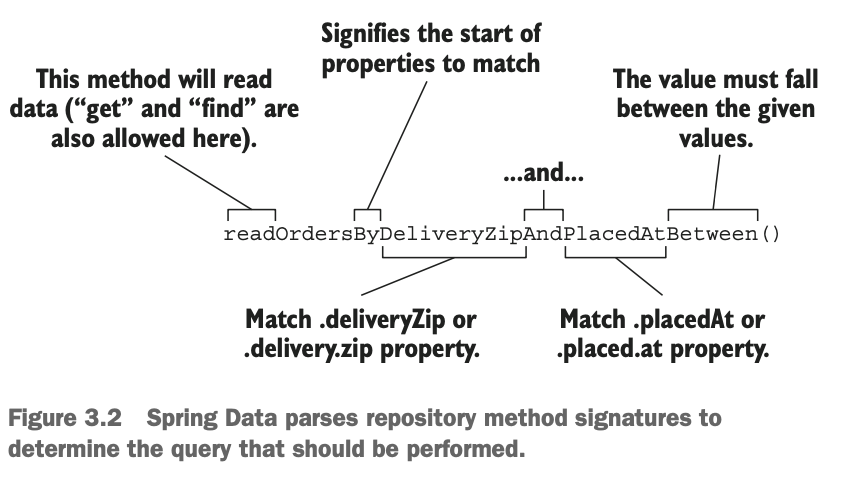 Signifies the start of
properties to match
This method will read
data (“get” and “find” are
also allowed here).
The value must fall
between the given
values.
...and...
readOrdersByDeliveryZipAndPlacedAtBetween()
Match .deliveryZip or
.delivery.zip property.
Match .placedAt or
.placed.at property.
Figure 3.2 Spring Data parses repository method signatures to
determine the query that should be performed.